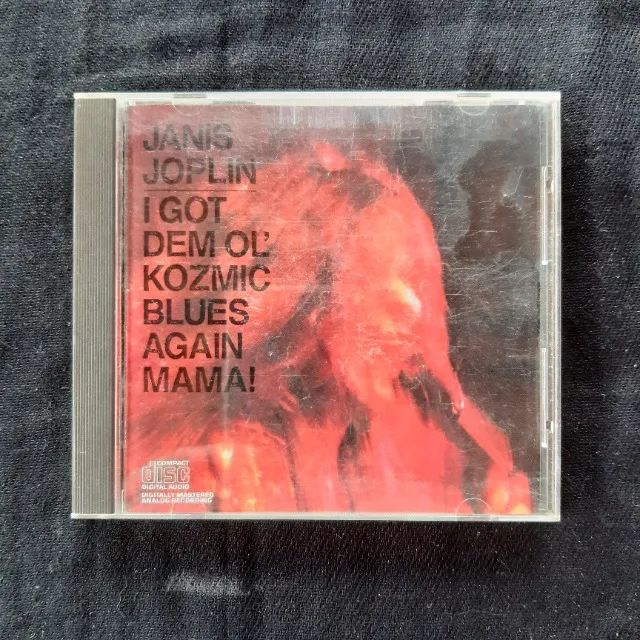 JANIS
JOPLIN
I GOT
DEM OL'
KOZMIC
BLUES
AGAIN
MAMA!
COMPACT
disc
DIGITAL AUDIO
DIGITALLY MASTERED
ANALOG RECORDING